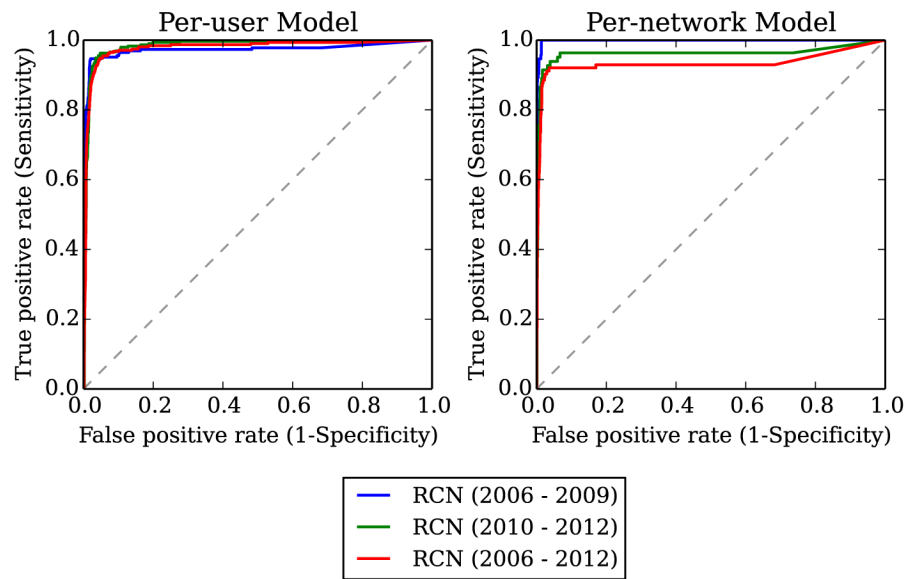 Per-user Model
Per-network Model
True positive rate (Sensitivity)
1.0
0.8
0.6
0.4
0.2
0.0
0.0 0.2 0.4 0.6 0.8 1.0
False positive rate (1-Specificity)
True positive rate (Sensitivity)
1.0
0.8
0.6
0.4
0.2
0.0
0.0 0.2 0.4 0.6 0.8 1.0
False positive rate (1-Specificity)
RCN (2006 - 2009)
RCN (2010 - 2012)
RCN (2006 - 2012)